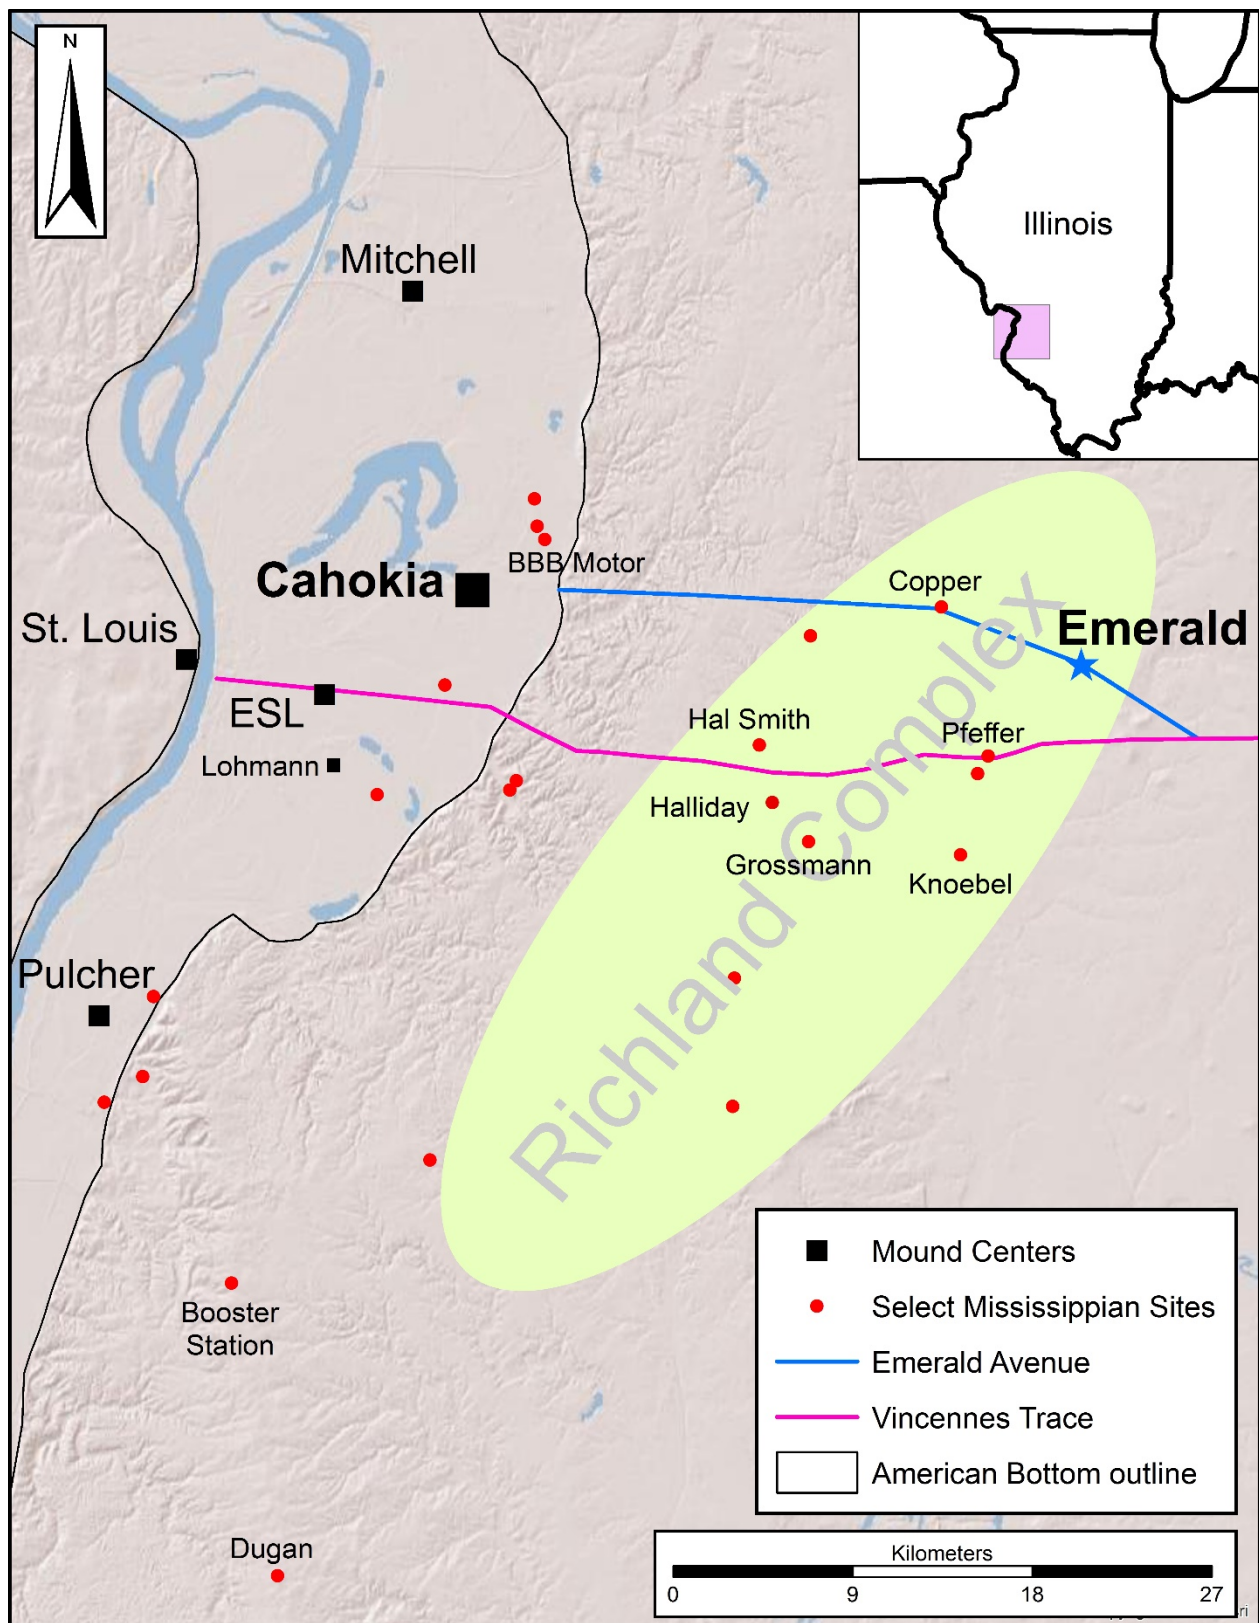 N
Illinois
Mitchell
BBB Motor
Cahokia
Copper
St. Louis
Emerald
ESL
Hal Smith
Pfeffer
Lohmann
Halliday
Grossmann
Knoebel
Richland Complex
Pulcher
Booster
Station
Dugan
Mound Centers
Select Mississippian Sites
Emerald Avenue
Vincennes Trace
American Bottom outline
Kilometers
0 9 18 27